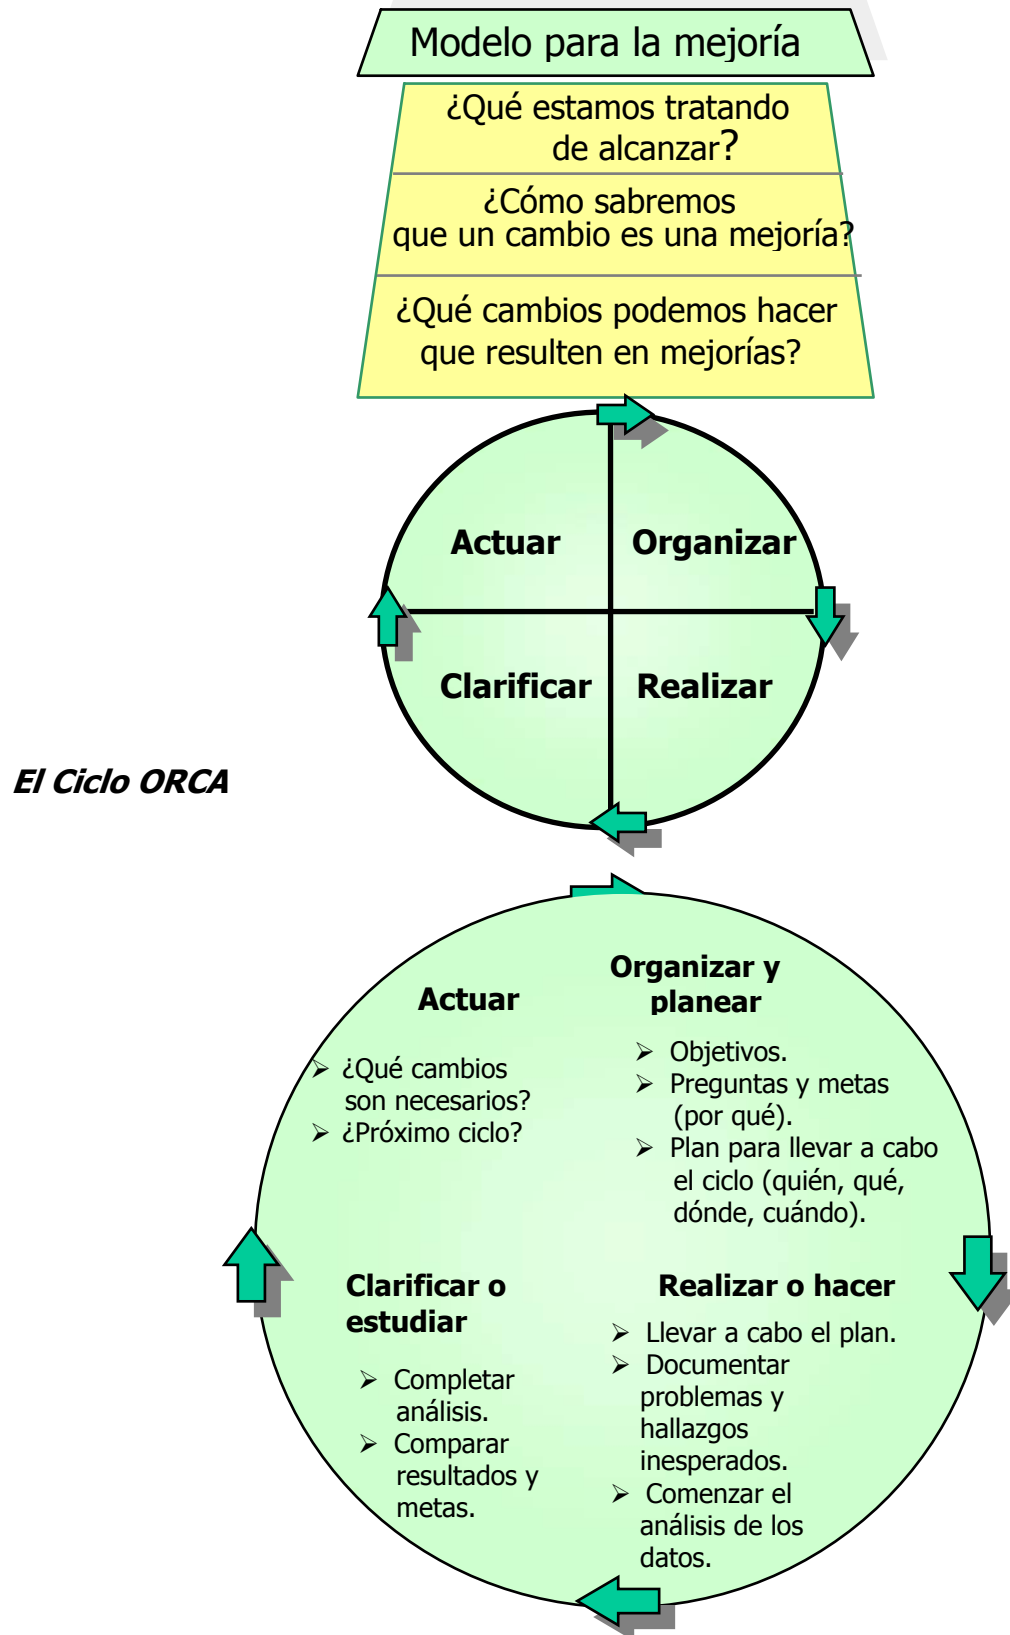 Modelo para la mejoría
¿Qué estamos tratando
de alcanzar?
¿Cómo sabremos
que un cambio es una mejoría?
¿Qué cambios podemos hacer
que resulten en mejorías?
Actuar
Organizar
Clarificar
Realizar
El Ciclo ORCA
Actuar
➢ ¿Qué cambios
son necesarios?
➢ ¿Próximo ciclo?
Organizar y
planear
➢ Objetivos.
➢ Preguntas y metas
(por qué).
➢ Plan para llevar a cabo
el ciclo (quién, qué,
dónde, cuándo).
Clarificar o
estudiar
➢ Completar
análisis.
➢ Comparar
resultados y
metas.
Realizar o hacer
➢ Llevar a cabo el plan.
➢ Documentar
problemas y
hallazgos
inesperados.
➢ Comenzar el
análisis de los
datos.